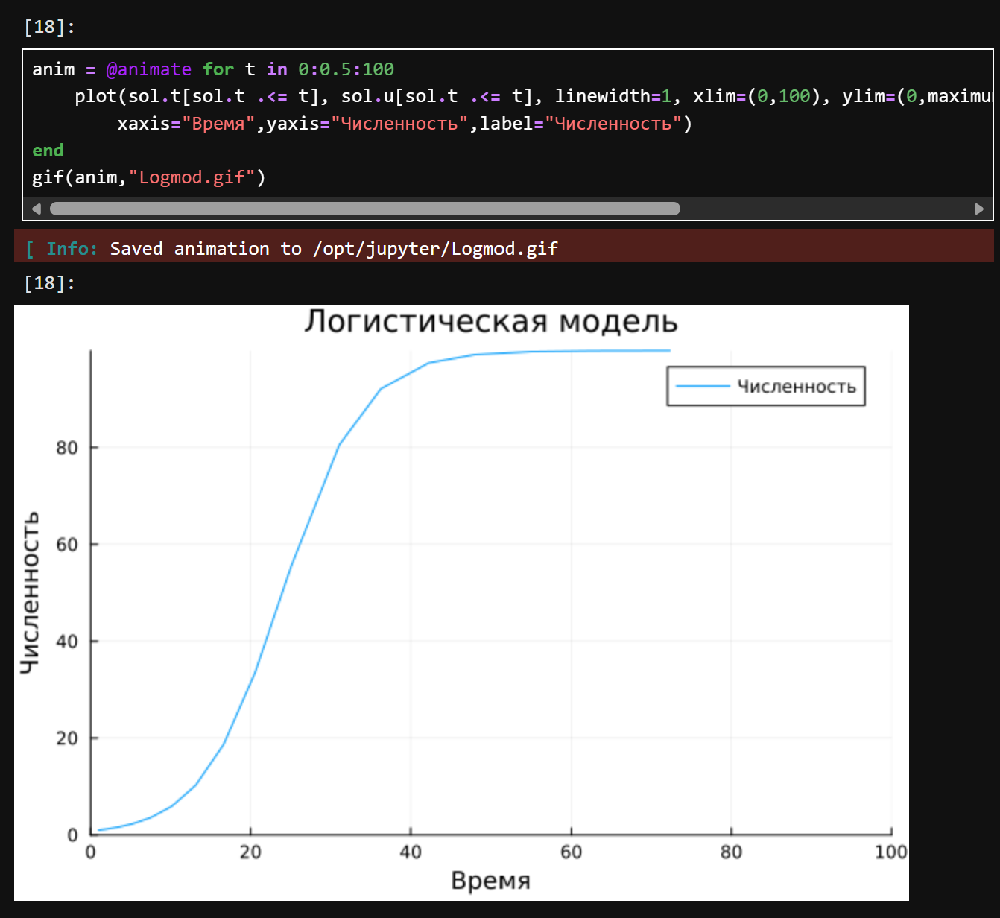 [18]:
anim = @animate for t in 0:0.5:100
plot(sol.t[sol.t .<= t], sol.u[sol.t .<= t], linewidth=1, xlim=(0,100), ylim=(0,maximu
xaxis="Время",yaxis="Численность",label="Численность")
end
gif(anim,"Logmod.gif")
[ Info: Saved animation to /opt/jupyter/Logmod.gif
[18]:
Логистическая модель
Численность
80
60
40
20
0
Численность
0 20 40 60 80 100
Время